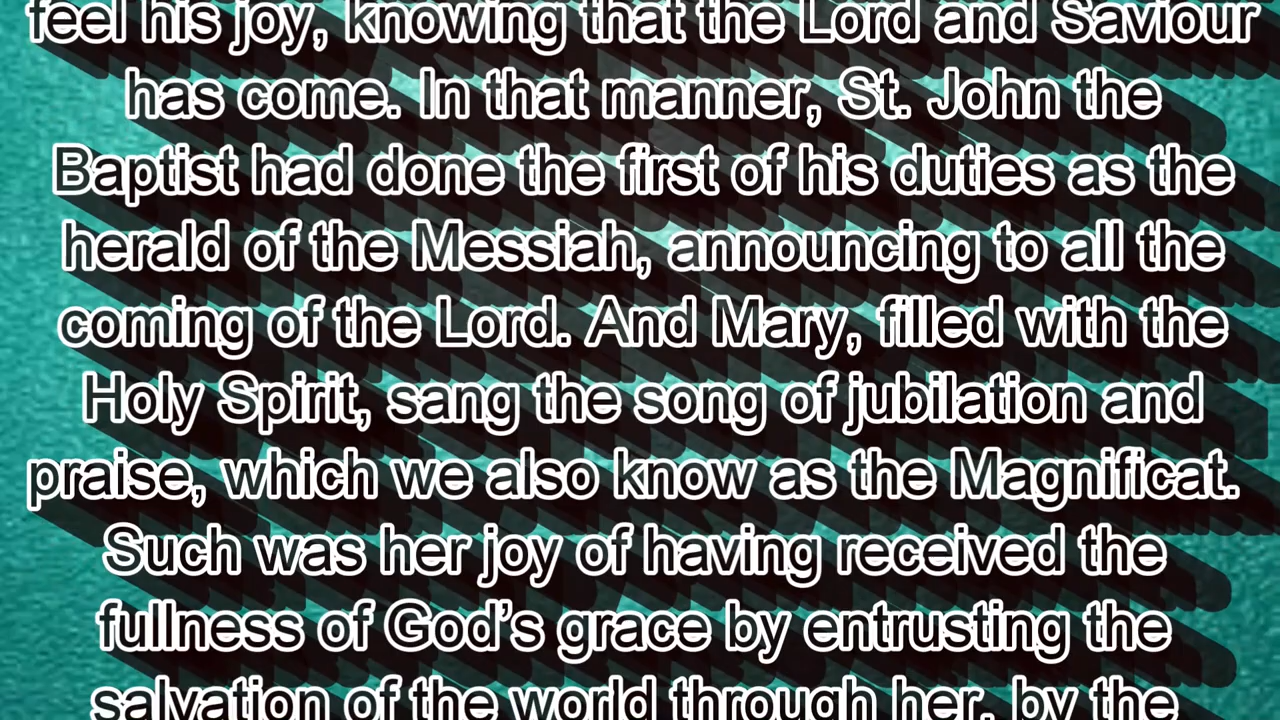 feel his joy, knowing that the Lord and Saviour
has come. In that manner, St. John the
Baptist had done the first of his duties as the
herald of the Messiah, announcing to all the
coming of the Lord. And Mary, filled with the
Holy Spirit, sang the song of jubilation and
praise, which we also know as the Magnificat.
Such was her joy of having received the
fullness of God’s grace by entrusting the
salvation of the world through her, by the